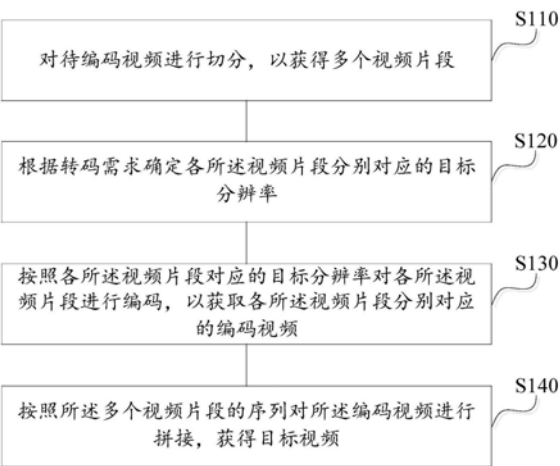 S110
对待编码视频进行切分，以获得多个视频片段
S120
根据转码需求确定各所述视频片段分别对应的目标
分辨率
S130
按照各所述视频片段对应的目标分辨率对各所述视
频片段进行编码，以获取各所述视频片段分别对应
的编码视频
S140
按照所述多个视频片段的序列对所述编码视频进行
拼接，获得目标视频